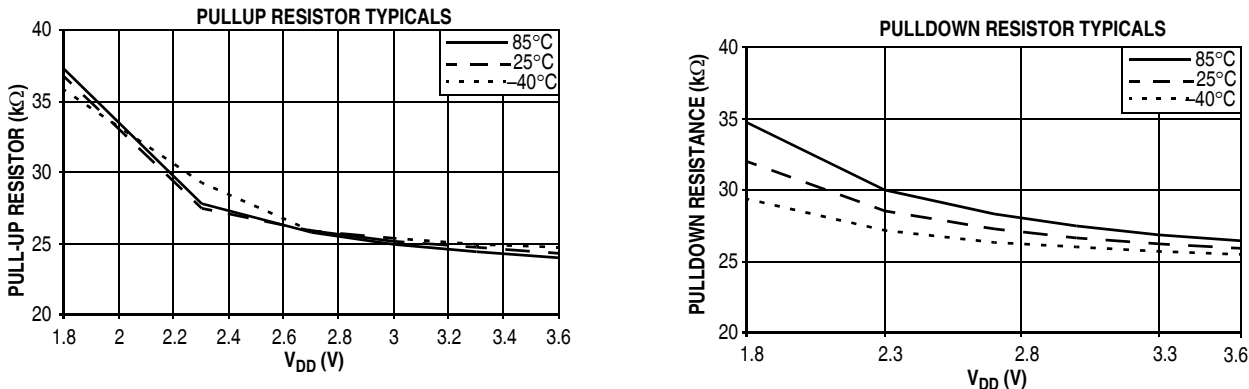 PULLUP RESISTOR TYPICALS
PULL-UP RESISTOR (kΩ)
40
35
30
25
20
85°C
25°C
–40°C
1.8 2 2.2 2.4 2.6 2.8 3 3.2 3.4 3.6
VDD (V)
PULLDOWN RESISTOR TYPICALS
PULLDOWN RESISTANCE (kΩ)
40
35
30
25
20
85°C
25°C
–40°C
1.8 2.3 2.8 3.3 3.6
VDD (V)